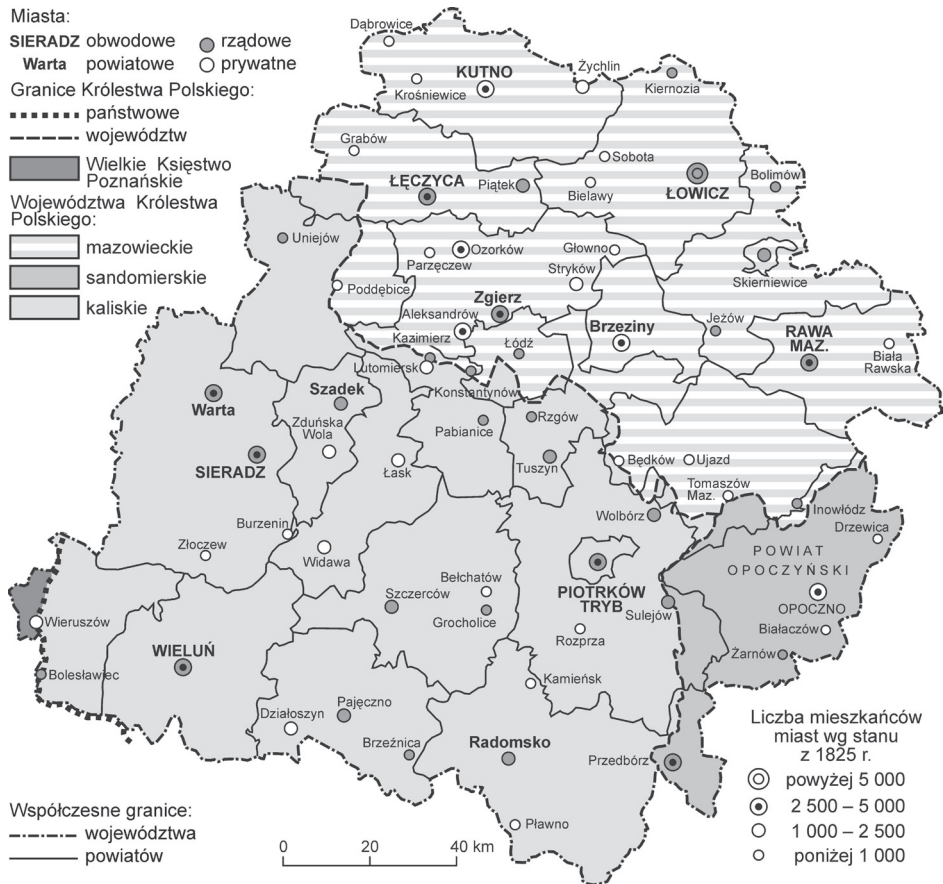 Miasta:
SIERADZ obwodowe
rządowe
Warta powiatowe
prywatne
Granice Królestwa Polskiego:
państwowe
województw
Wielkie Księstwo
Poznańskie
Województwa Królestwa
Polskiego:
mazowieckie
sandomierskie
kaliskie
Dąbrowice
KUTNO
Krośniewice
Żychlin
Kiernozia
Grabów
Sobota
ŁĘCZYCA
Piątek
Bielawy
ŁOWICZ
Bolimów
Uniejów
Parzęczew
Ozorków
Głowno
Stryków
Skierniewice
Poddębice
Zgierz
Aleksandrów
Kazimierz
Łódź
Brzeziny
Jeżów
RAWA
MAZ.
Biała
Rawska
Lutomiersk
Konstantynów
Warta
Szadek
Zduńska
Wola
Pabianice
Rzgów
SIERADZ
Łask
Tuszyn
Będków
Ujazd
Tomaszów
Maz.
Inowłódz
Drzewica
Wolbórz
Burzenin
Złoczew
Widawa
POWIAT
OPOCZYŃSKI
OPOCZNO
Białaczów
Żarnów
PIOTRKÓW
TRYB
Sulejów
Rozprza
Bełchatów
Szczerców
Grocholice
Wieruszów
Bolesławiec
WIELUŃ
Kamieńsk
Działoszyn
Pajęczno
Brzeźnica
Radomsko
Przedbórz
Pławno
Liczba mieszkańców
miast wg stanu
z 1825 r.
powyżej 5 000
2 500 – 5 000
1 000 – 2 500
poniżej 1 000
Współczesne granice:
województwa
powiatów
0 20 40 km